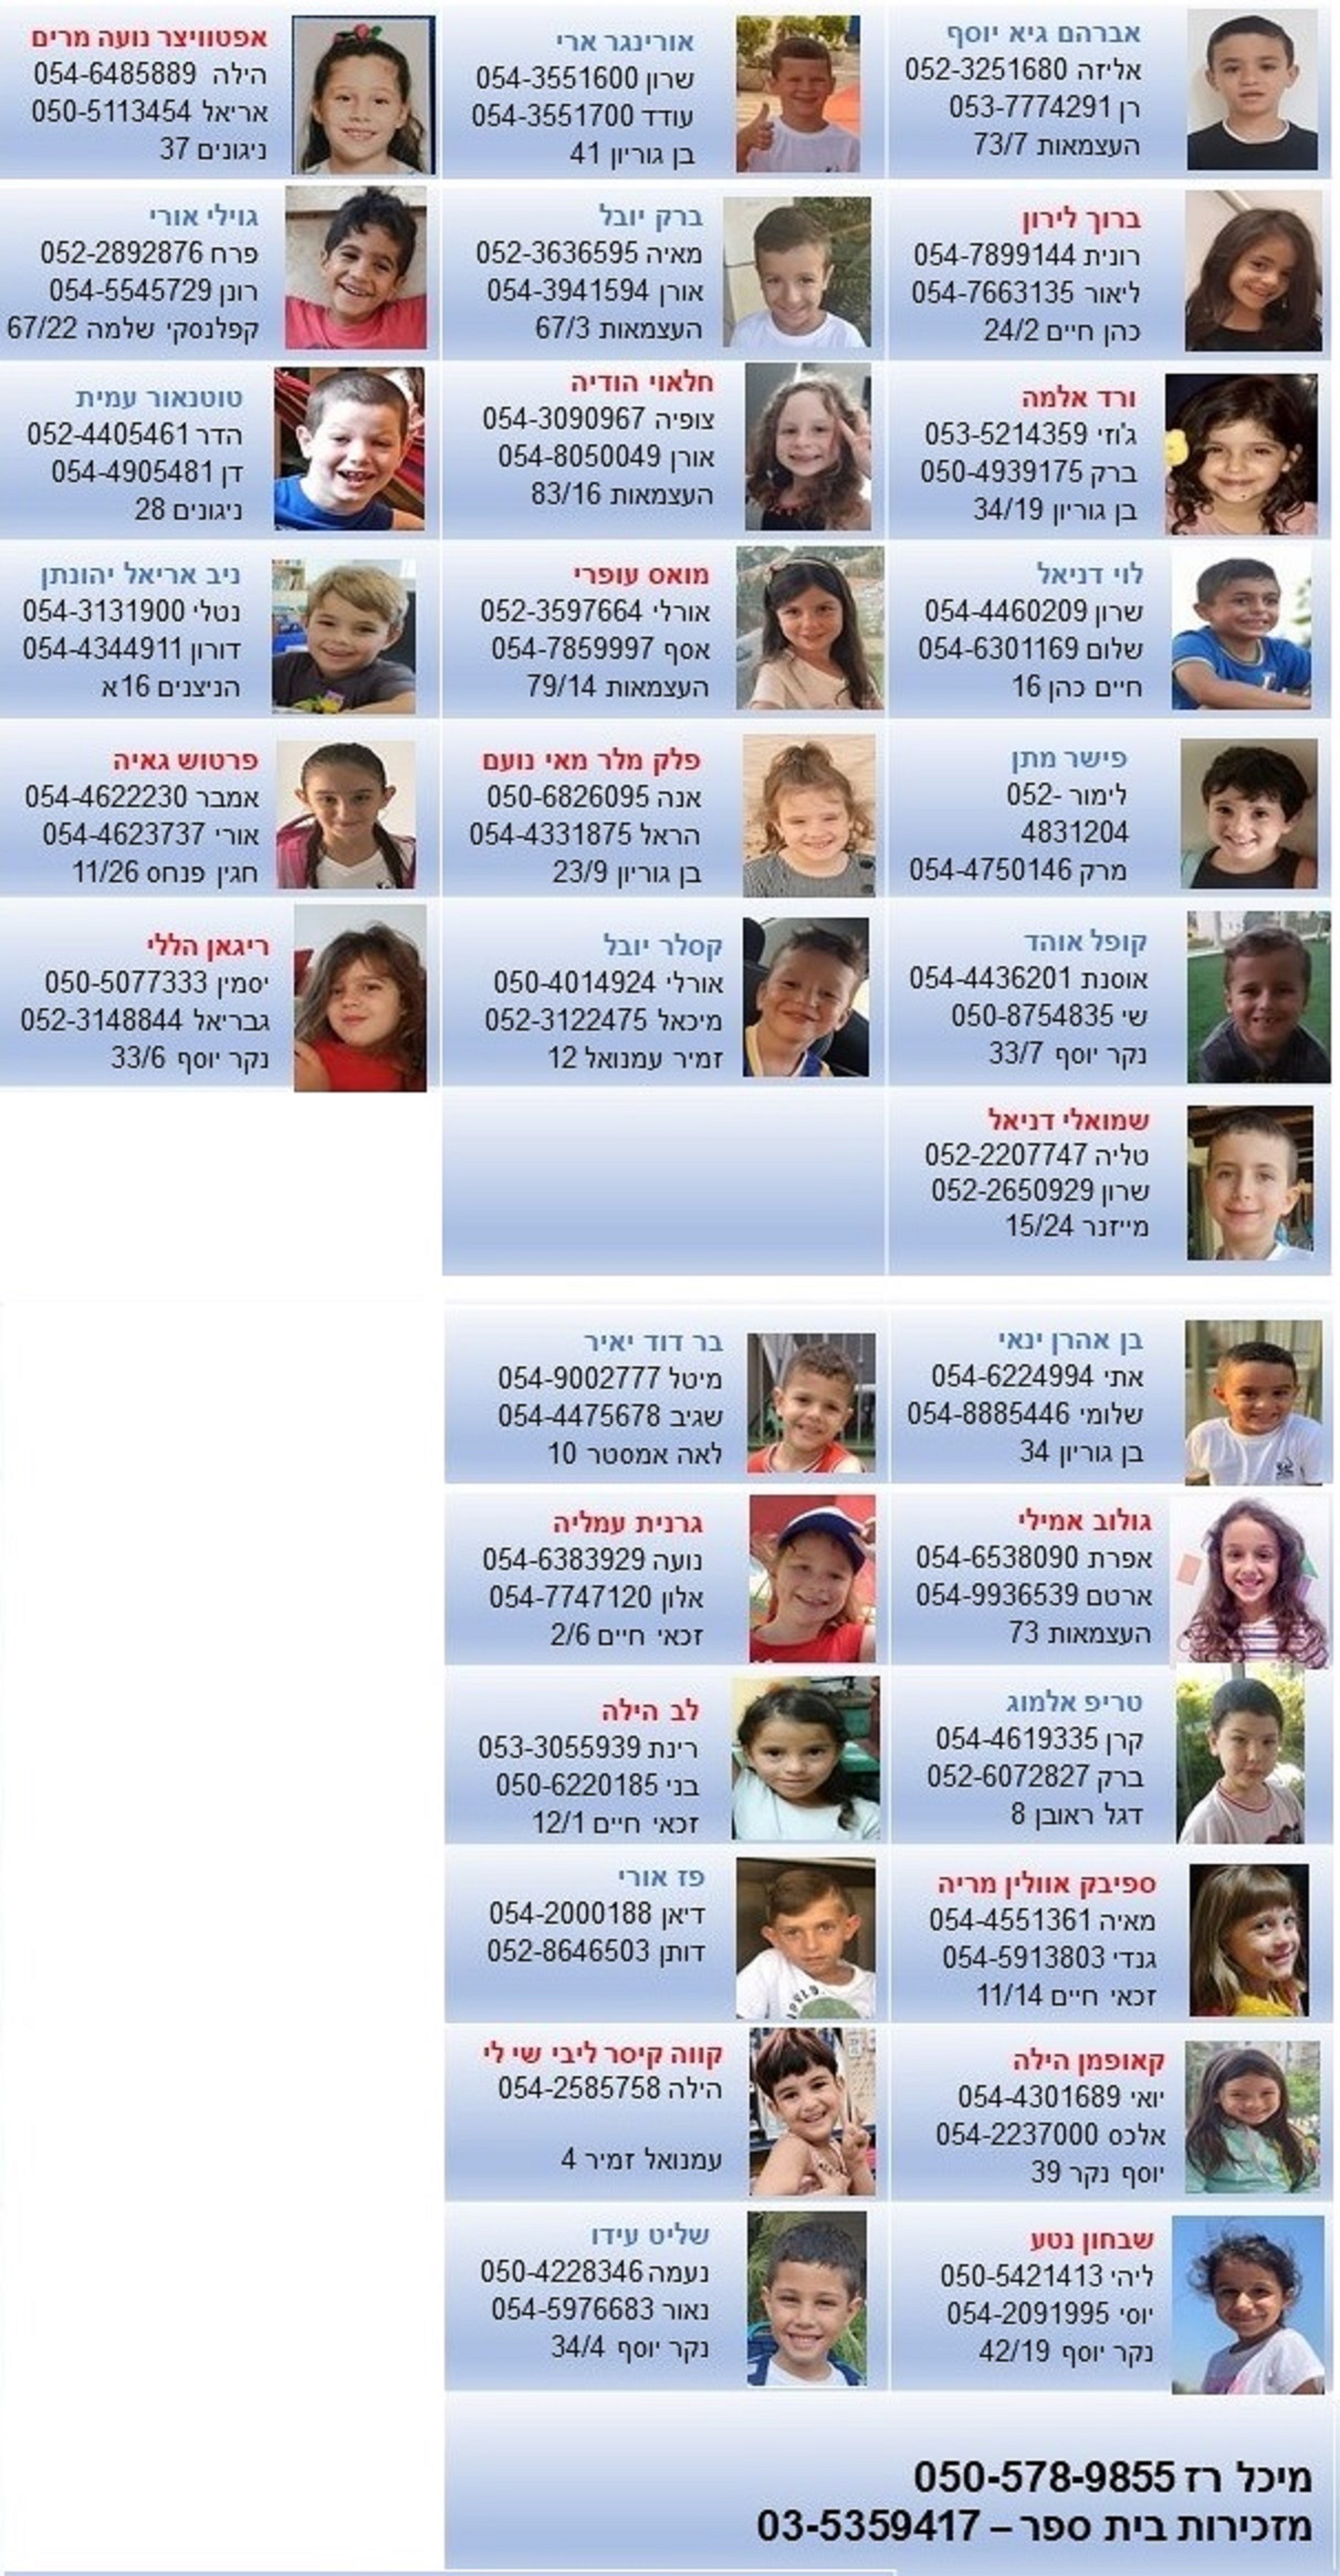 אברהם גיא יוסף
אליזה 052-3251680
רן 053-7774291
העצמאות 73/7
אורינגר ארי
שרון 054-3551600
עודד 054-3551700
בן גוריון 41
אפטוויצר נועה מרים
הילה 054-6485889
אריאל 050-5113454
ניגונים 37
ברוך לירון
רונית 054-7899144
ליאור 054-7663135
כהן חיים 24/2
ברק יובל
מאיה 052-3636595
אורן 054-3941594
העצמאות 67/3
גוילי אורי
פרח 052-2892876
רונן 054-5545729
קפלנסקי שלמה 67/22
ורד אלמה
ג'וזי 053-5214359
ברק 050-4939175
בן גוריון 34/19
חלאוי הודיה
צופיה 054-3090967
אורן 054-8050049
העצמאות 83/16
טוטנאור עמית
הדר 052-4405461
דן 054-4905481
ניגונים 28
לוי דניאל
שרון 054-4460209
שלום 054-6301169
חיים כהן 16
מואס עופרי
אורלי 052-3597664
אסף 054-7859997
העצמאות 79/14
ניב אריאל יהונתן
נטלי 054-3131900
דורון 054-4344911
הניצנים 16א
פישר מתן
לימור 052-
4831204
מרק 054-4750146
פלק מלר מאי נועם
אנה 050-6826095
הראל 054-4331875
בן גוריון 23/9
פרטוש גאיה
אמבר 054-4622230
אורי 054-4623737
חגין פנחס 11/26
קופל אוהד
אוסנת 054-4436201
שי 050-8754835
נקר יוסף 33/7
קסלר יובל
אורלי 050-4014924
מיכאל 052-3122475
זמיר עמנואל 12
ריגאן הללי
יסמין 050-5077333
גבריאל 052-3148844
נקר יוסף 33/6
שמואלי דניאל
טליה 052-2207747
שרון 052-2650929
מייזנר 15/24
בן אהרן ינאי
אתי 054-6224994
שלומי 054-8885446
בן גוריון 34
בר דוד יאיר
מיטל 054-9002777
שגיב 054-4475678
לאה אמסטר 10
גולוב אמילי
אפרת 054-6538090
ארטם 054-9936539
העצמאות 73
גרנית עמליה
נועה 054-6383929
אלון 054-7747120
זכאי חיים 2/6
טריפ אלמוג
קרן 054-4619335
ברק 052-6072827
דגל ראובן 8
לב הילה
רינת 053-3055939
בני 050-6220185
זכאי חיים 12/1
ספיבק אוולין מריה
מאיה 054-4551361
גנדי 054-5913803
זכאי חיים 11/14
פז אורי
דיאן 054-2000188
דותן 052-8646503
קאופמן הילה
יואי 054-4301689
אלכס 054-2237000
יוסף נקר 39
קווה קיסר ליבי שי לי
הילה 054-2585758
עמנואל זמיר 4
שבחון נטע
ליהי 050-5421413
יוסי 054-2091995
נקר יוסף 42/19
שליט עידו
נעמה 050-4228346
נאור 054-5976683
נקר יוסף 34/4
מיכל רז 050-578-9855
מזכירות בית ספר – 03-5359417